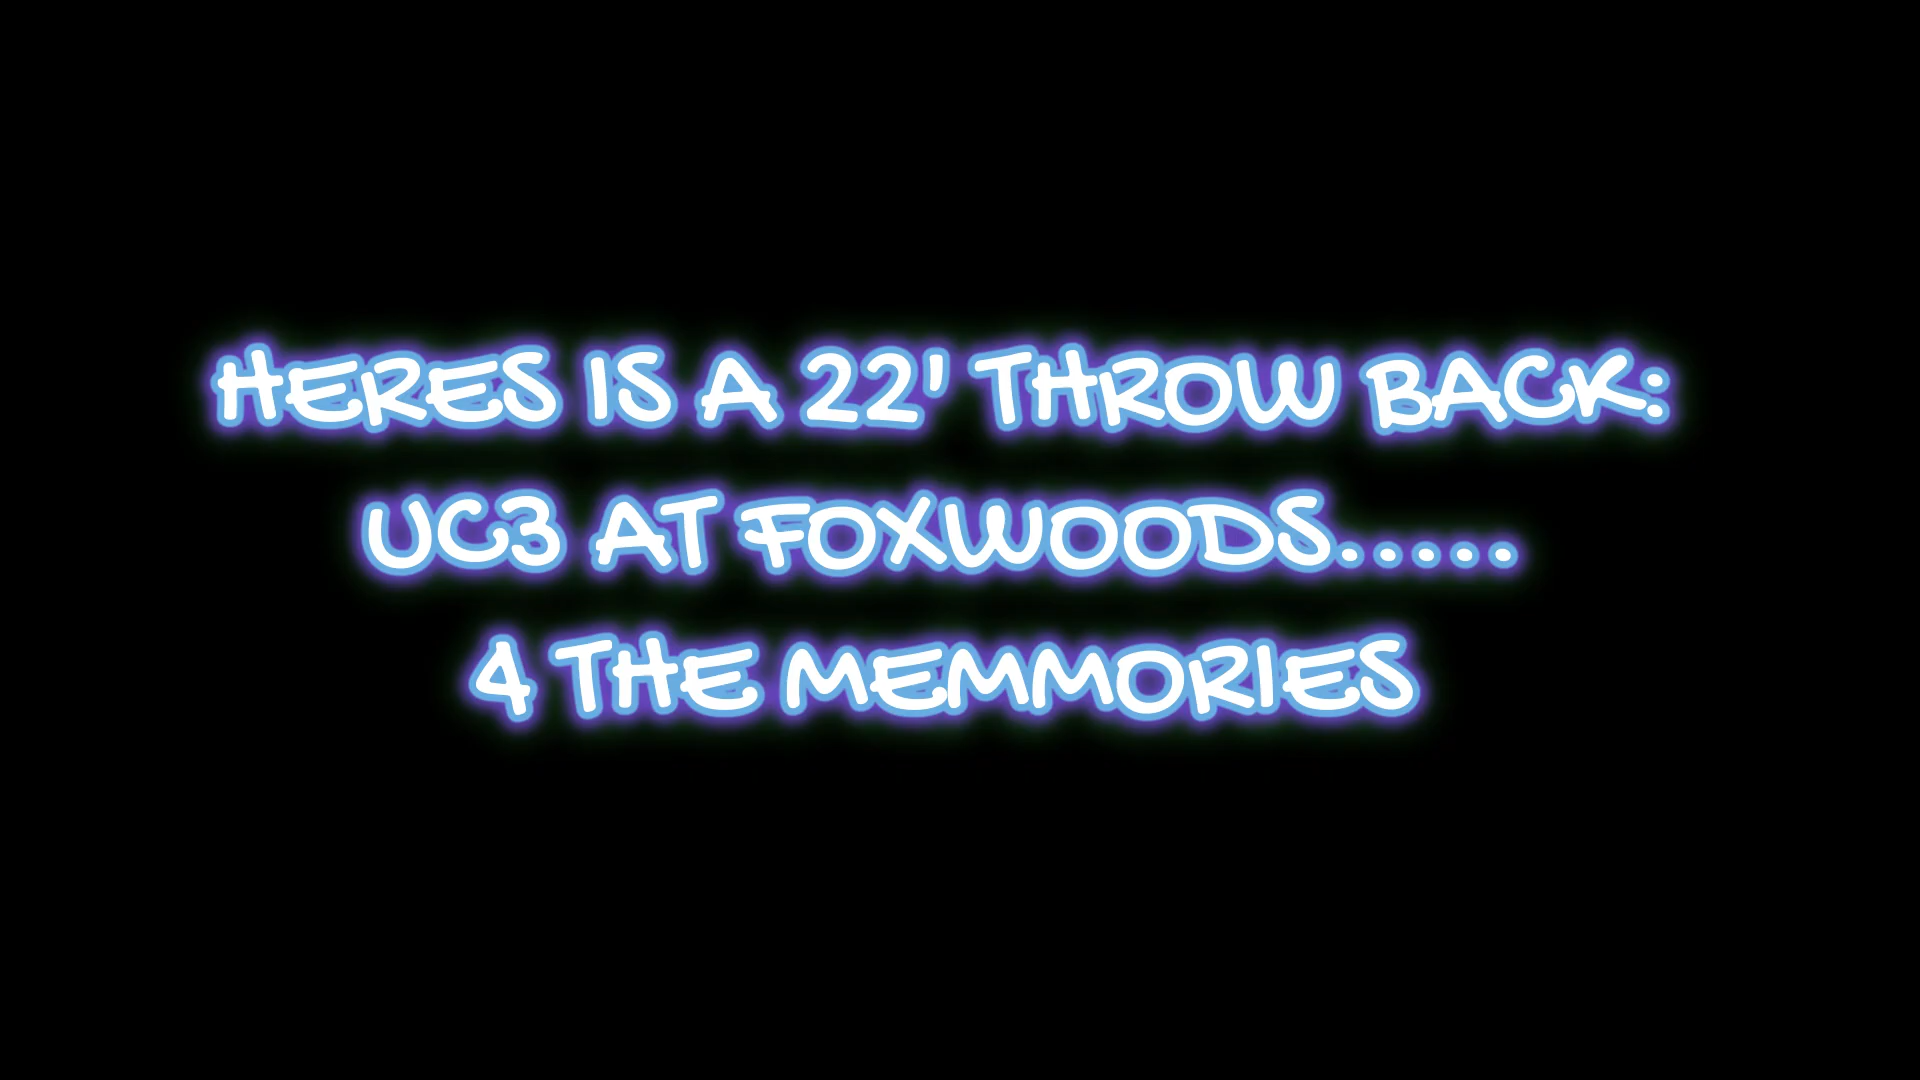 HERES IS A 22' THROW BACK:
UC3 AT FOXWOODS.....
4 THE MEMMORIES